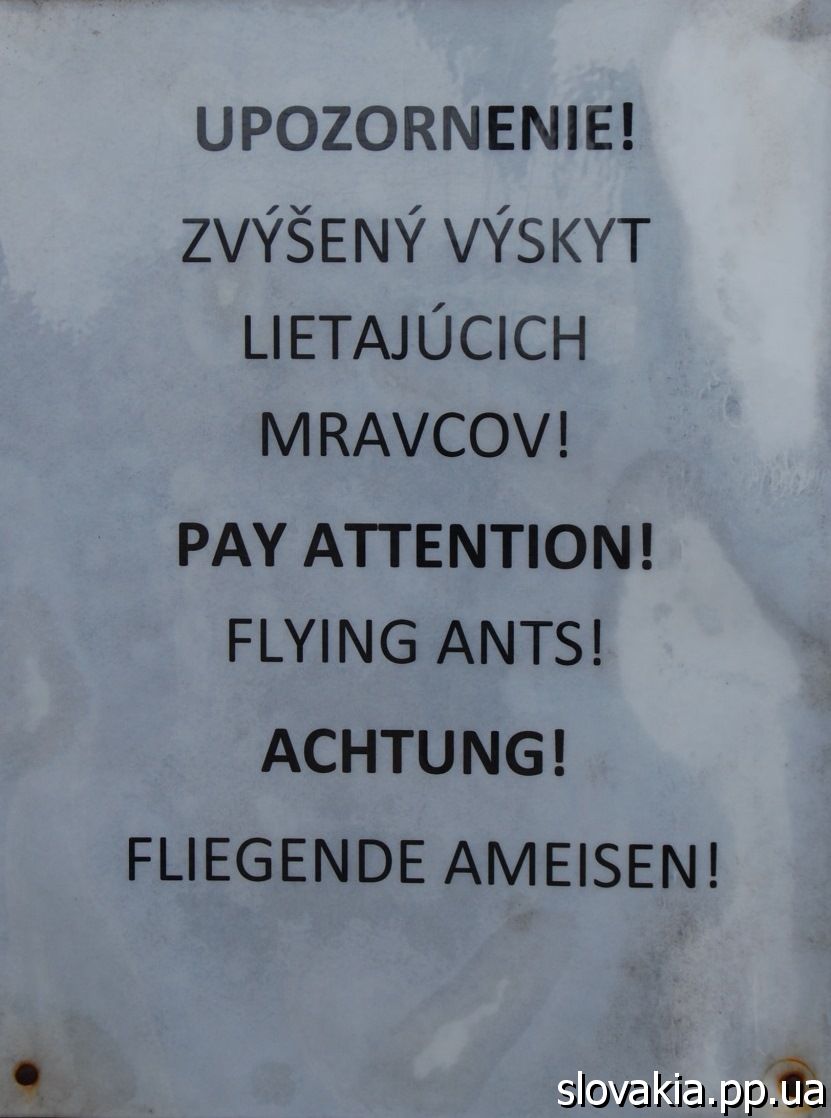 UPOZORNENIE!
ZVÝŠENÝ VÝSKYT
LIETAJÚCICH
MRAVCOV!
PAY ATTENTION!
FLYING ANTS!
ACHTUNG!
FLIEGENDE AMEISEN!
slovakia.pp.ua